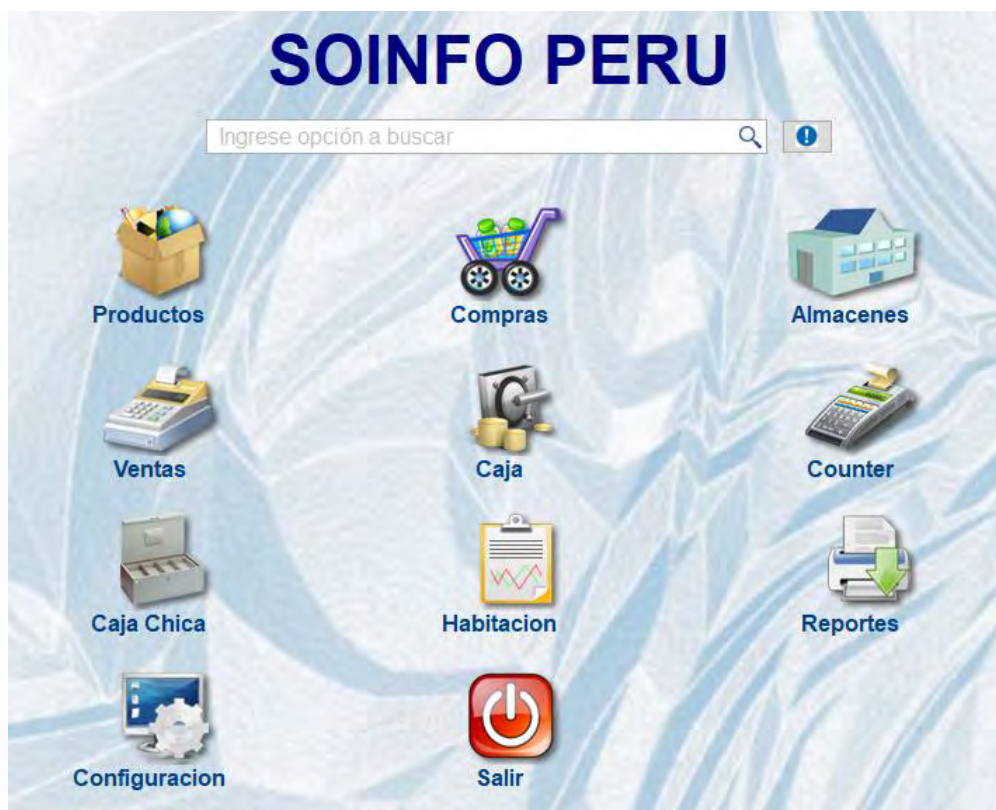 SOINFO PERU
Ingrese opción a buscar
Productos
Compras
Almacenes
Ventas
Caja
Counter
Caja Chica
Habitacion
Reportes
Configuracion
Salir